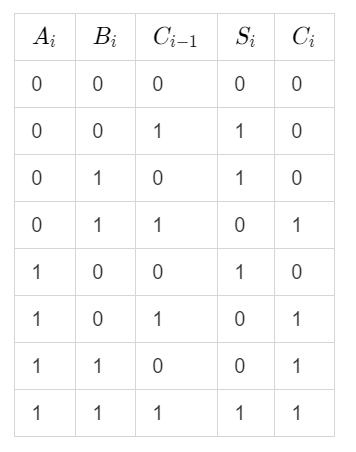 A_i B_i C_{i−1} S_i C_i
0 0 0 0 0
0 0 1 1 0
0 1 0 1 0
0 1 1 0 1
1 0 0 1 0
1 0 1 0 1
1 1 0 0 1
1 1 1 1 1